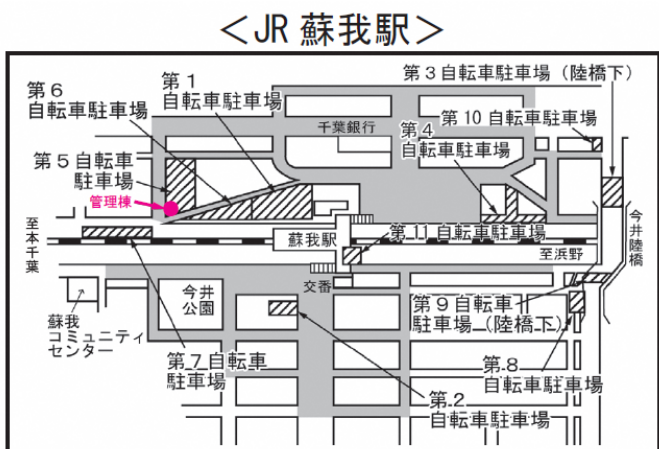 ＜JR 蘇我駅＞
第３自転車駐車場（陸橋下）
第６
自転車駐車場
第１
自転車駐車場
第10 自転車駐車場
千葉銀行
第４
自転車駐車場
第５自転車
駐車場
管理棟
至本千葉
蘇我駅
第11 自転車駐車場
至浜野
今井陸橋
交番
今井
公園
蘇我
コミュニティ
センター
第９自転車
駐車場（陸橋下）
第７自転車
駐車場
第８
自転車駐車場
第２
自転車駐車場